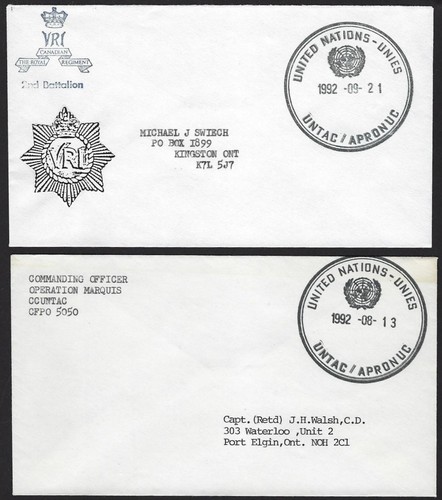 VRI
CANADIAN
THE ROYAL REGIMENT
2nd Battalion
VRI
UNITED NATIONS - UNIES
1992 -09- 21
UNTAC / APRONUC
MICHAEL J SWIECH
PO BOX 1899
KINGSTON ONT
K7L 5J7
COMMANDING OFFICER
OPERATION MARQUIS
CCUNTAC
CFPO 5050
UNITED NATIONS - UNIES
1992 -08- 13
UNTAC / APRONUC
Capt.(Retd) J.H.Walsh,C.D.
303 Waterloo ,Unit 2
Port Elgin,Ont. NOH 2C1